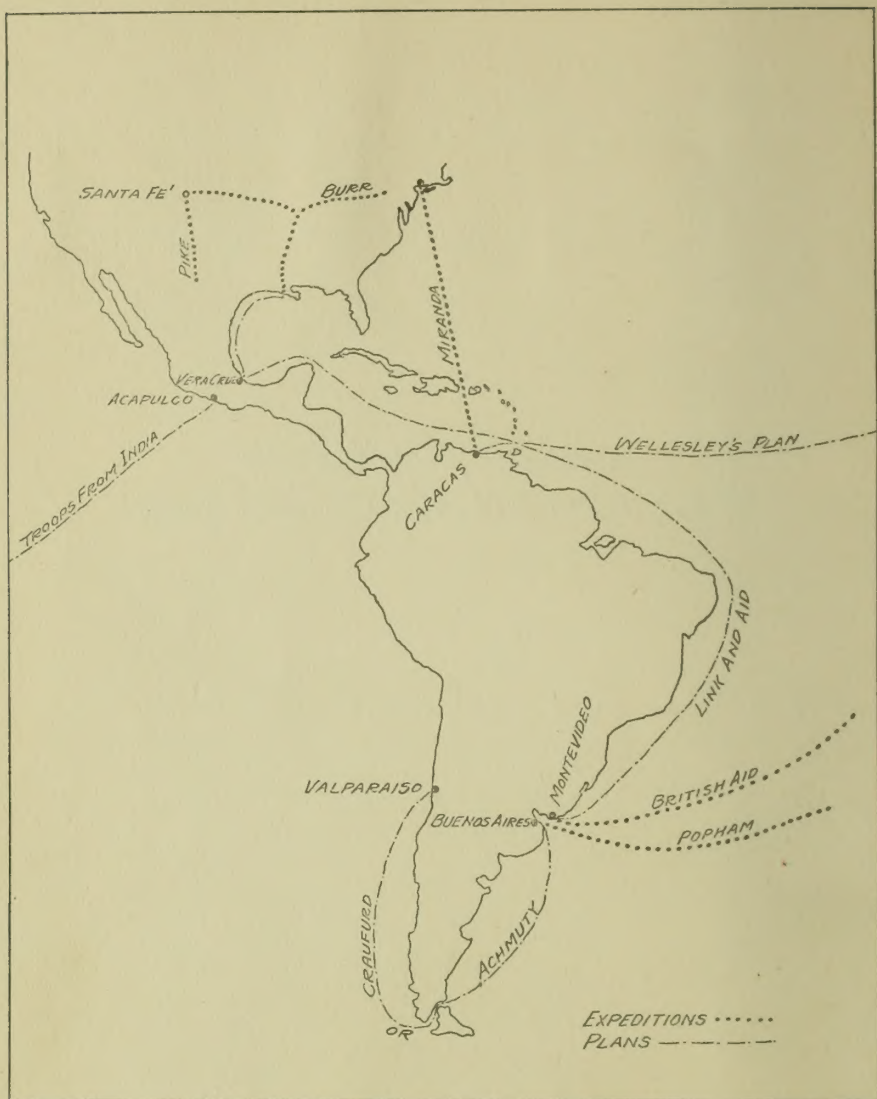 SANTA FE'
BURR
PIKE
MIRANDA
VERA CRUZ
ACAPULCO
TROOPS FROM INDIA
WELLESLEY'S PLAN
CARACAS
LINK AND AID
MONTEVIDEO
VALPARAISO
BRITISH AID
BUENOS AIRES
POPHAM
CRAUFURD
ACHMUTY
OR
EXPEDITIONS
PLANS